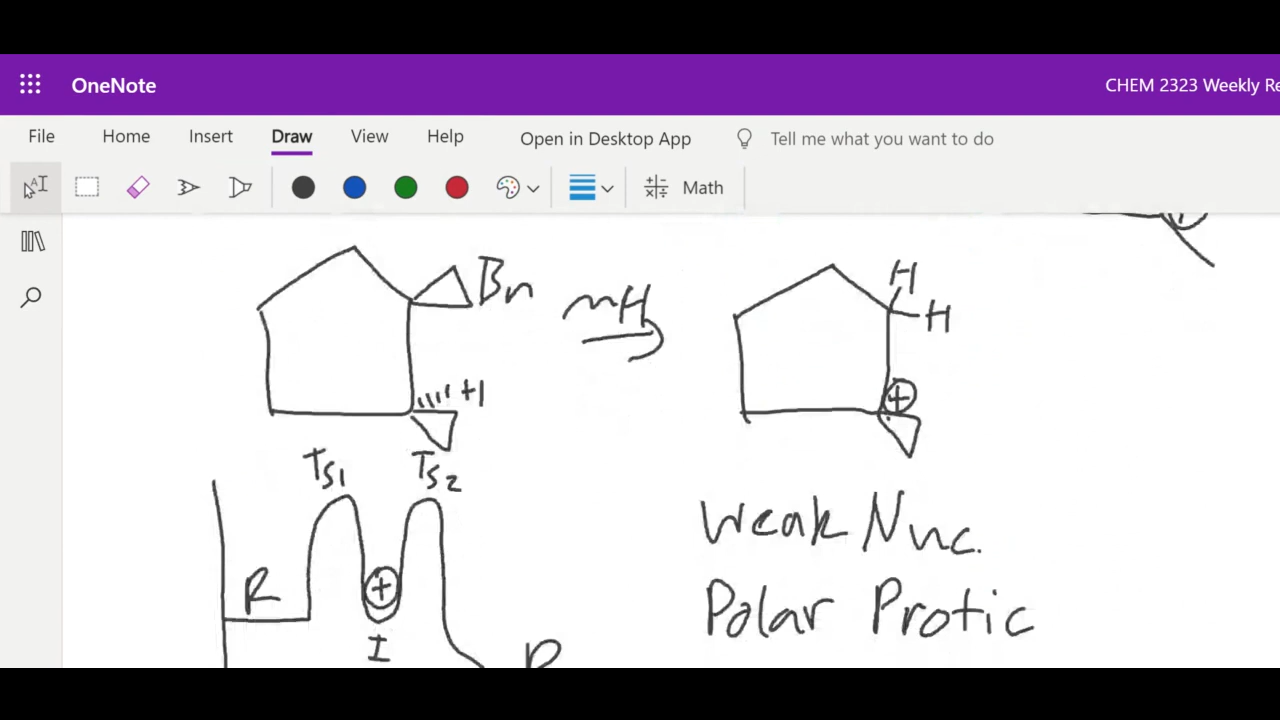 OneNote
CHEM 2323 Weekly Re
File Home Insert Draw View Help Open in Desktop App Tell me what you want to do
Math
Bn
mH
H
H
H
+
TS1 TS2
Weak Nuc.
R
+
Polar Protic
I
P